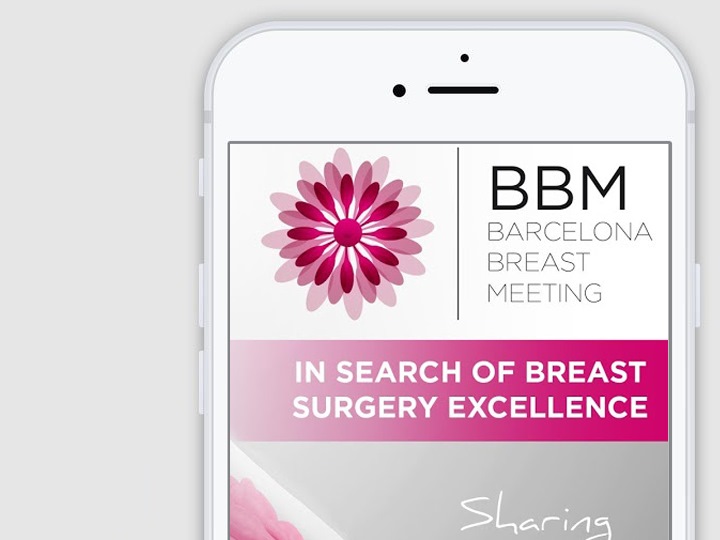 BBM
BARCELONA
BREAST
MEETING
IN SEARCH OF BREAST
SURGERY EXCELLENCE
Sharing